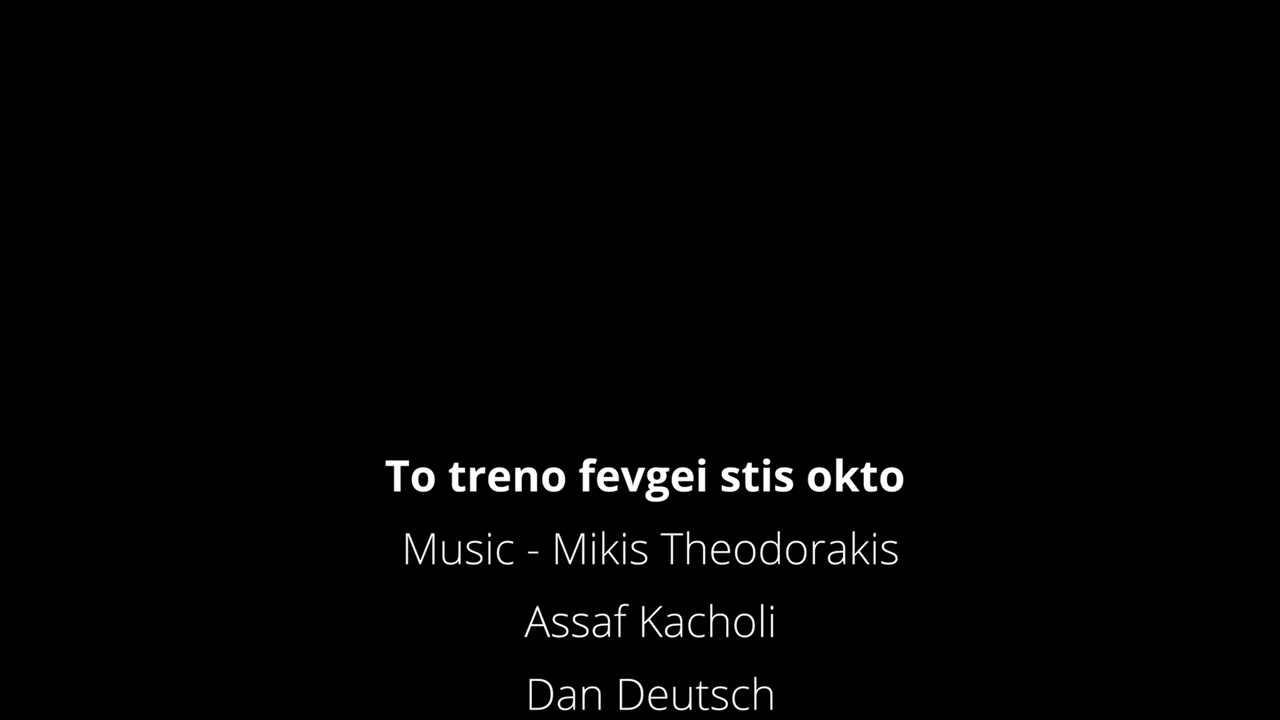 To treno fevgei stis okto
Music - Mikis Theodorakis
Assaf Kacholi
Dan Deutsch